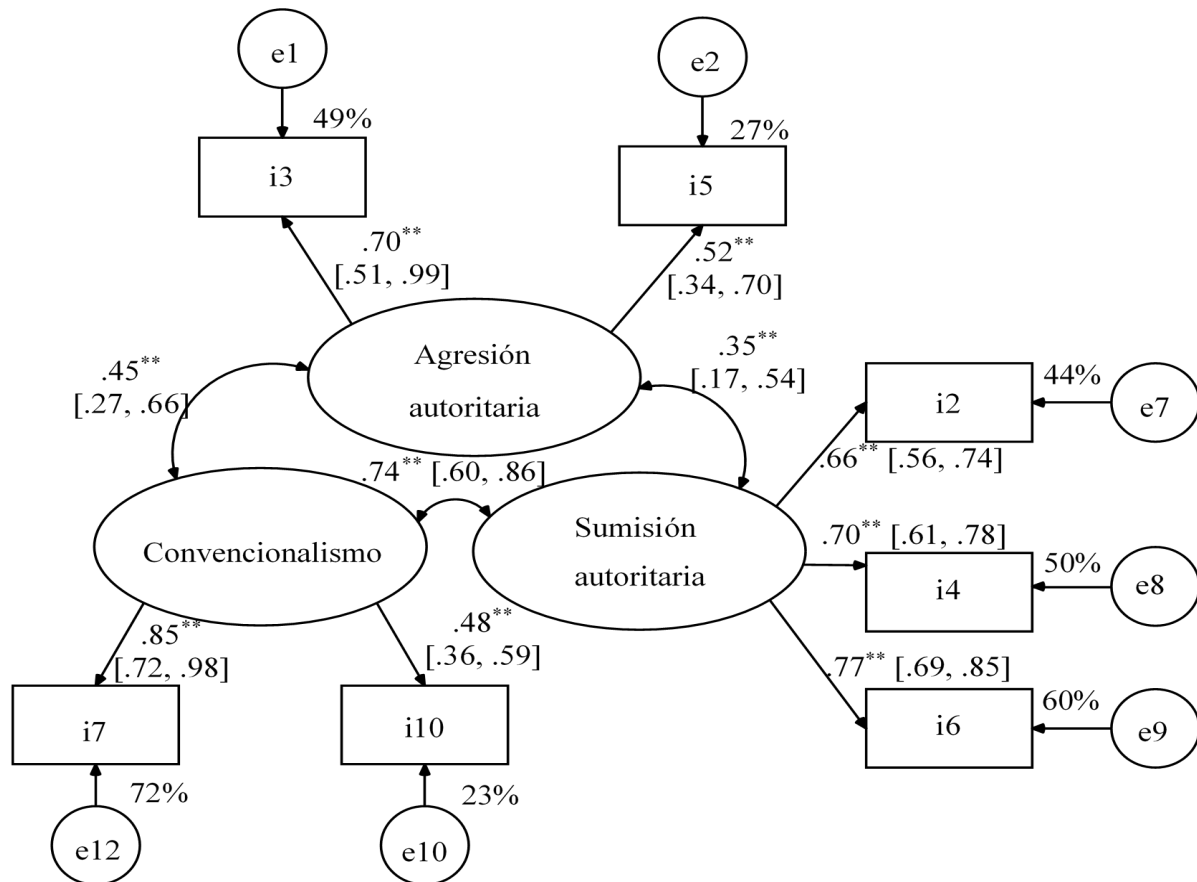 e1
e2
49%
27%
i3
i5
.70**
[.51, .99]
.52**
[.34, .70]
Agresión
autoritaria
.45**
[.27, .66]
.35**
[.17, .54]
i2
44%
e7
.66** [.56, .74]
.74** [.60, .86]
Convencionalismo
Sumisión
autoritaria
.70** [.61, .78]
i4
50%
e8
.85**
[.72, .98]
.48**
[.36, .59]
.77** [.69, .85]
i6
60%
e9
i7
i10
72%
23%
e12
e10